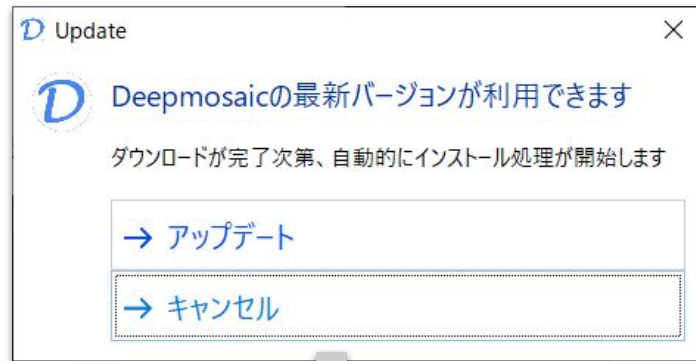 Update
Deepmosaicの最新バージョンが利用できます
ダウンロードが完了次第、自動的にインストール処理が開始します
→ アップデート
→ キャンセル